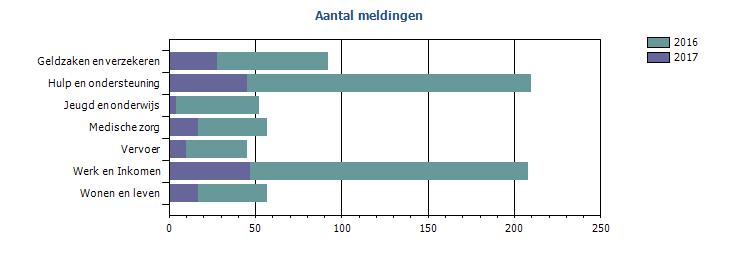 Aantal meldingen
2016
2017
Geldzaken en verzekeren
Hulp en ondersteuning
Jeugd en onderwijs
Medische zorg
Vervoer
Werk en Inkomen
Wonen en leven
0 50 100 150 200 250